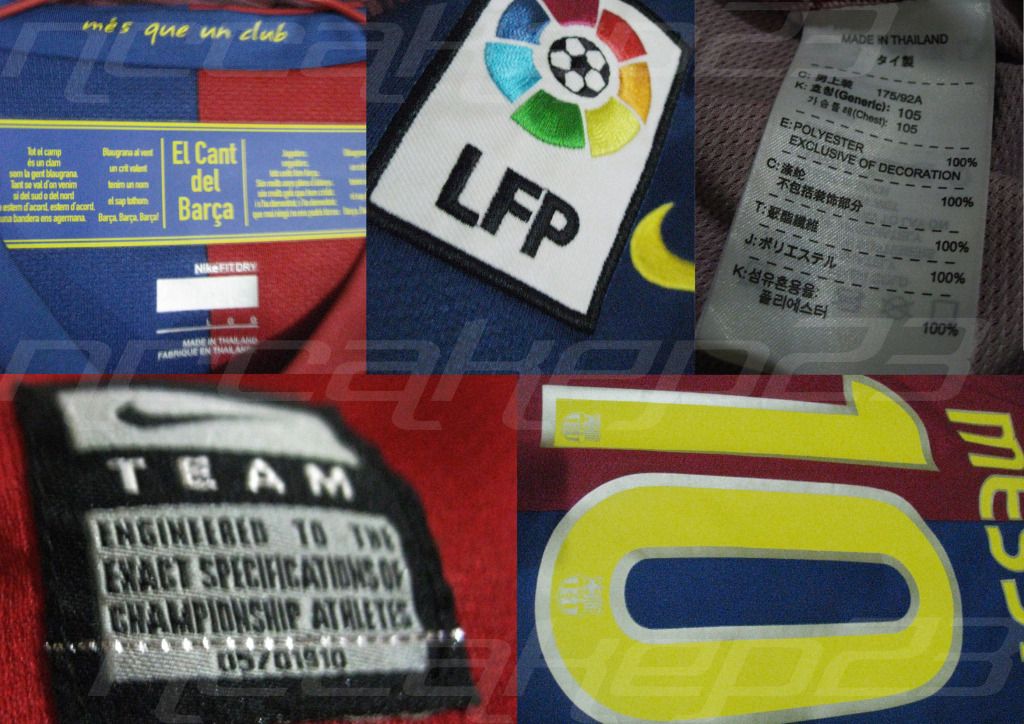 més que un club
Tot el camp
és un clam
som la gent blaugrana.
Tant se val d'on venim
si del sud o del nord
estem d'acord, estem d'acord,
una bandera ens agermana.
Blaugrana al vent
un crit valent
tenim un nom
el sap tothom:
Barça, Barça, Barça!
El Cant
del
Barça
NikeFITDRY
MADE IN THAILAND
FABRIQUE EN THAILANDE
LFP
MADE IN THAILAND
タイ製
C: 男上装 175/92A
K: 호칭(Generic): 105
가슴둘레(Chest): 105
E: POLYESTER 100%
EXCLUSIVE OF DECORATION
C: 涤纶 100%
不包括装饰部分
T: 聚酯纖維 100%
J: ポリエステル 100%
K: 섬유혼용율:
폴리에스터 100%
TEAM
ENGINEERED TO THE
EXACT SPECIFICATIONS OF
CHAMPIONSHIP ATHLETES
05/01910
10
MESSI
nccakep23